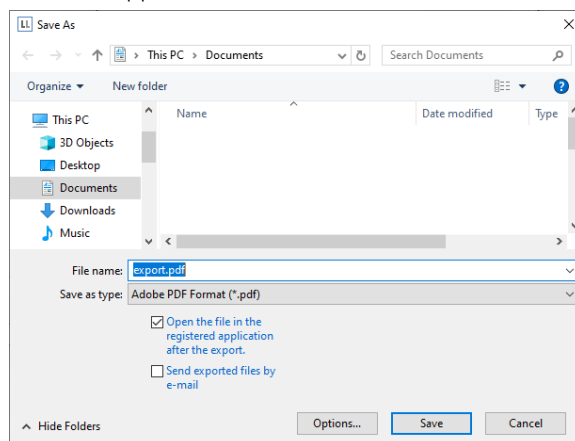 LL Save As
This PC > Documents
Search Documents
Organize
New folder
Name
Date modified
Type
This PC
3D Objects
Desktop
Documents
Downloads
Music
File name: export.pdf
Save as type: Adobe PDF Format (*.pdf)
Open the file in the
registered application
after the export.
Send exported files by
e-mail
Hide Folders
Options...
Save
Cancel